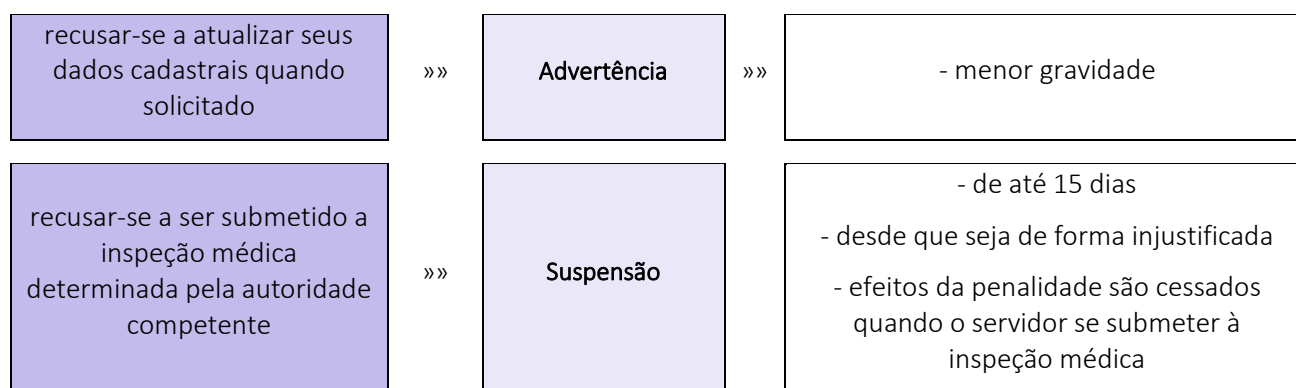 recusar-se a atualizar seus
dados cadastrais quando
solicitado
»»
Advertência
»»
- menor gravidade
recusar-se a ser submetido a
inspeção médica
determinada pela autoridade
competente
»»
Suspensão
- de até 15 dias
- desde que seja de forma injustificada
- efeitos da penalidade são cessados
quando o servidor se submeter à
inspeção médica